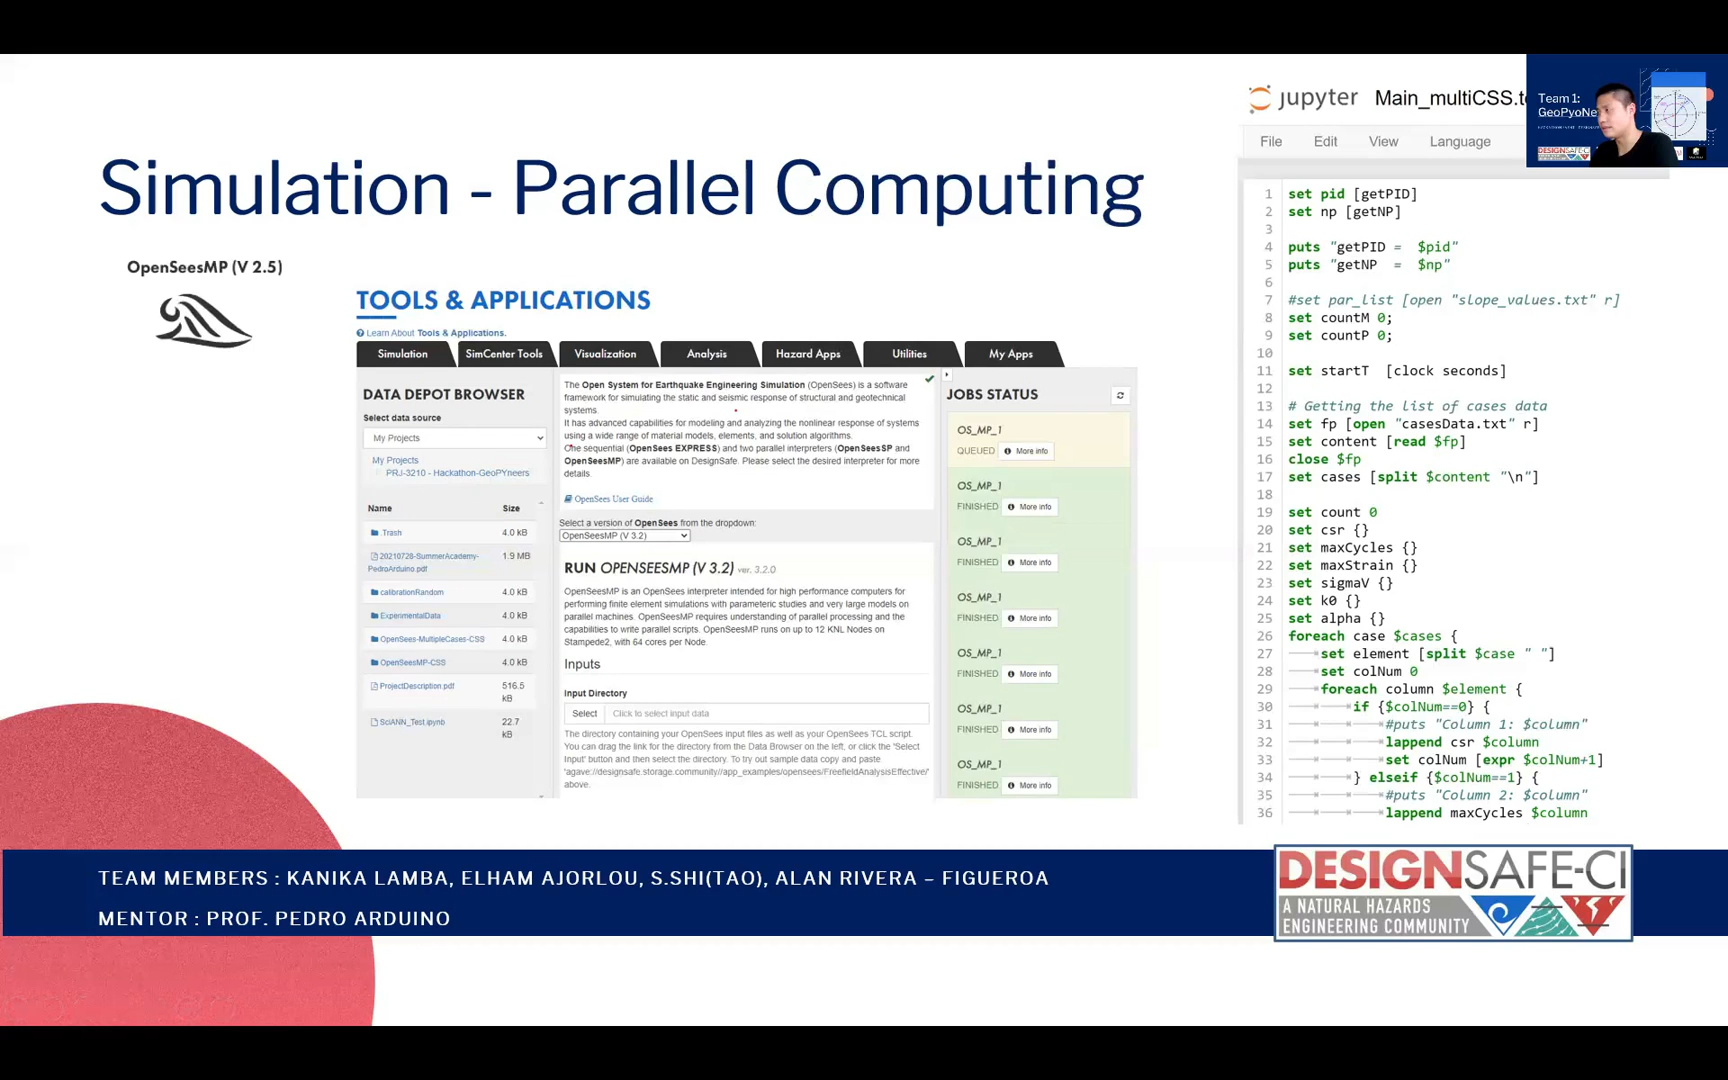 Simulation - Parallel Computing
OpenSeesMP (V 2.5)
TOOLS & APPLICATIONS
Learn About Tools & Applications.
Simulation
SimCenter Tools
Visualization
Analysis
Hazard Apps
Utilities
My Apps
DATA DEPOT BROWSER
Select data source
My Projects
My Projects
PRJ-3210 - Hackathon-GeoPYneers
Name Size
Trash 4.0 kB
20210728-SummerAcademy- 1.9 MB
PedroArduino.pdf
calibrationRandom 4.0 kB
ExperimentalData 4.0 kB
OpenSees-MultipleCases-CSS 4.0 kB
OpenSeesMP-CSS 4.0 kB
ProjectDescription.pdf 516.5
kB
SciANN_Test.ipynb 22.7
kB
The Open System for Earthquake Engineering Simulation (OpenSees) is a software
framework for simulating the static and seismic response of structural and geotechnical
systems.
It has advanced capabilities for modeling and analyzing the nonlinear response of systems
using a wide range of material models, elements, and solution algorithms.
One sequential (OpenSees EXPRESS) and two parallel interpreters (OpenSeesSP and
OpenSeesMP) are available on DesignSafe. Please select the desired interpreter for more
details.
OpenSees User Guide
Select a version of OpenSees from the dropdown:
OpenSeesMP (V 3.2)
RUN OPENSEESMP (V 3.2) ver. 3.2.0
OpenSeesMP is an OpenSees interpreter intended for high performance computers for
performing finite element simulations with parameteric studies and very large models on
parallel machines. OpenSeesMP requires understanding of parallel processing and the
capabilities to write parallel scripts. OpenSeesMP runs on up to 12 KNL Nodes on
Stampede2, with 64 cores per Node.
Inputs
Input Directory
Select Click to select input data
The directory containing your OpenSees input files as well as your OpenSees TCL script.
You can drag the link for the directory from the Data Browser on the left, or click the 'Select
Input' button and then select the directory. To try out sample data copy and paste
'agave://designsafe.storage.community//app_examples/opensees/FreefieldAnalysisEffective/'
above.
JOBS STATUS
OS_MP_1
QUEUED More info
OS_MP_1
FINISHED More info
OS_MP_1
FINISHED More info
OS_MP_1
FINISHED More info
OS_MP_1
FINISHED More info
OS_MP_1
FINISHED More info
OS_MP_1
FINISHED More info
jupyter Main_multiCSS.t
File Edit View Language
1 set pid [getPID]
2 set np [getNP]
3
4 puts "getPID = $pid"
5 puts "getNP = $np"
6
7 #set par_list [open "slope_values.txt" r]
8 set countM 0;
9 set countP 0;
10
11 set startT [clock seconds]
12
13 # Getting the list of cases data
14 set fp [open "casesData.txt" r]
15 set content [read $fp]
16 close $fp
17 set cases [split $content "\n"]
18
19 set count 0
20 set csr {}
21 set maxCycles {}
22 set maxStrain {}
23 set sigmaV {}
24 set k0 {}
25 set alpha {}
26 foreach case $cases {
27 set element [split $case " "]
28 set colNum 0
29 foreach column $element {
30 if {$colNum==0} {
31 #puts "Column 1: $column"
32 lappend csr $column
33 set colNum [expr $colNum+1]
34 } elseif {$colNum==1} {
35 #puts "Column 2: $column"
36 lappend maxCycles $column
Team 1:
GeoPyoNe
DESIGNSAFE-CI
TEAM MEMBERS : KANIKA LAMBA, ELHAM AJORLOU, S.SHI(TAO), ALAN RIVERA – FIGUEROA
MENTOR : PROF. PEDRO ARDUINO
DESIGNSAFE-CI
A NATURAL HAZARDS
ENGINEERING COMMUNITY